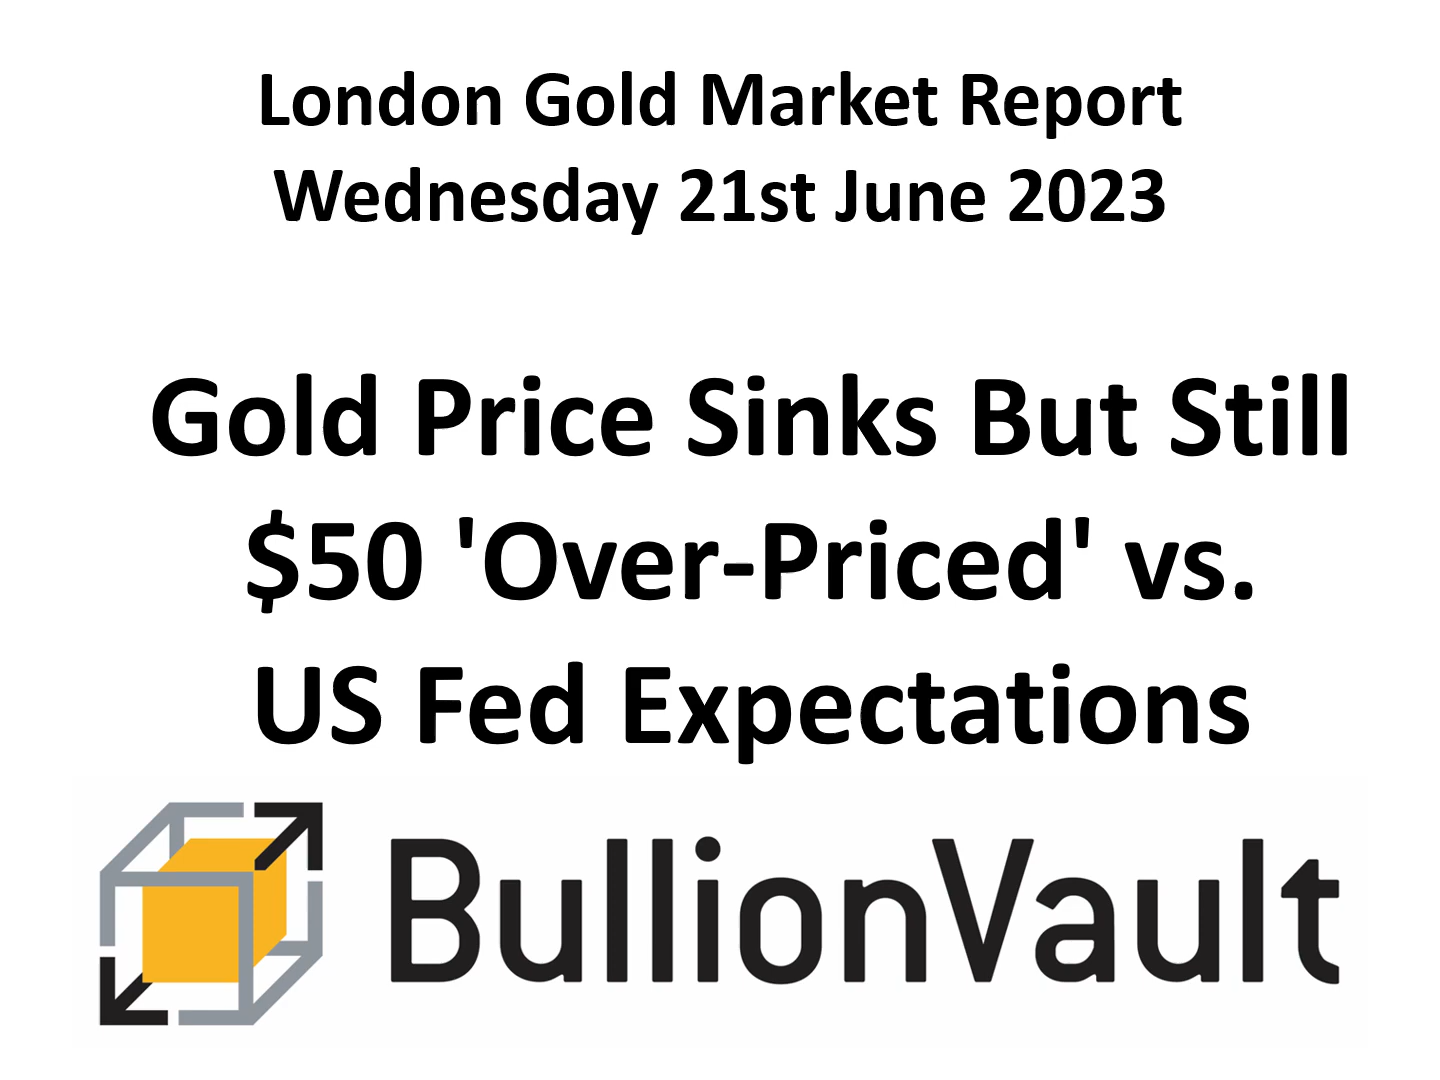 London Gold Market Report
Wednesday 21st June 2023
Gold Price Sinks But Still
$50 'Over-Priced' vs.
US Fed Expectations
BullionVault